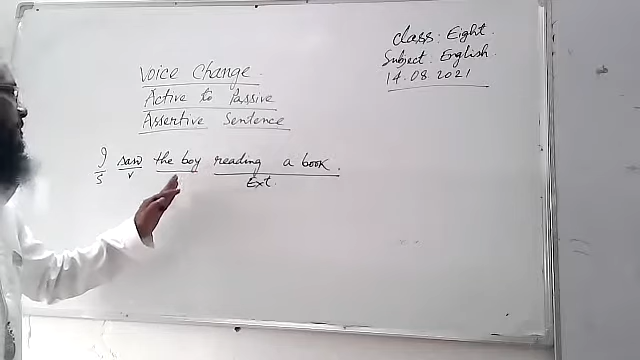 class: Eight.
Subject: English.
14.08.2021
Voice Change.
Active to Passive
Assertive Sentence
I saw the boy reading a book.
S V Ext.